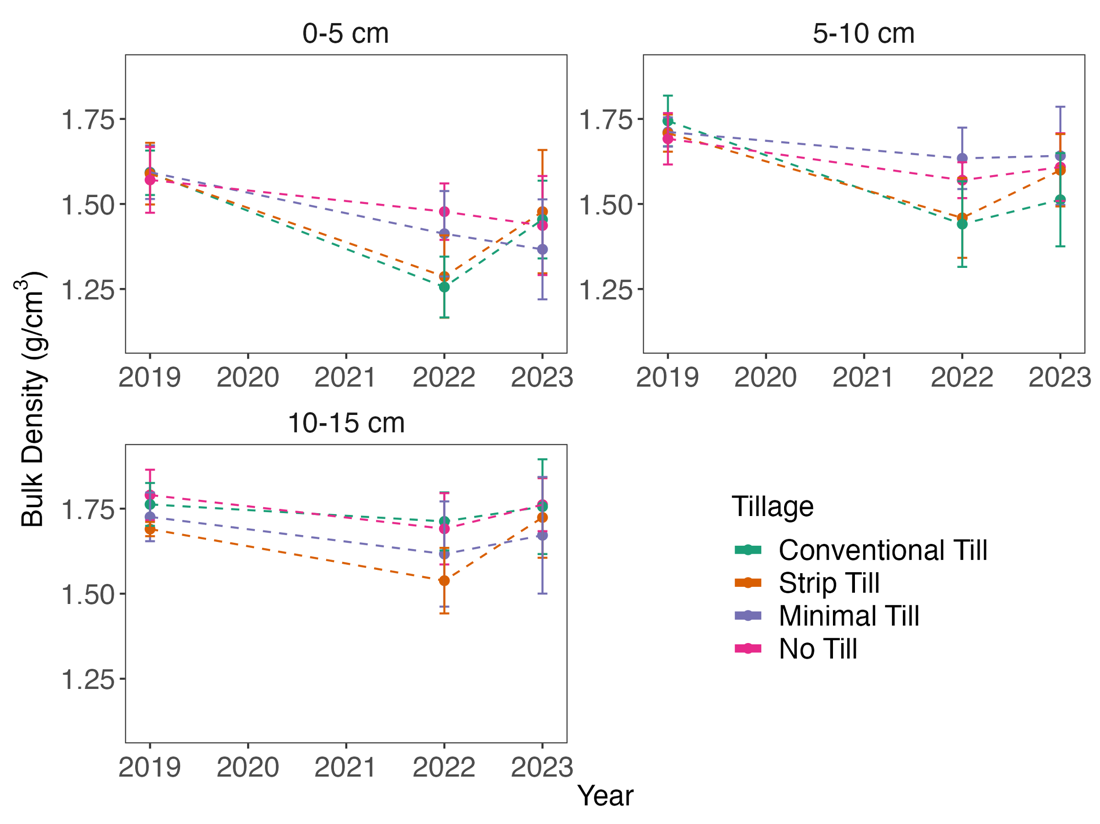 0-5 cm
5-10 cm
1.75
1.50
1.25
1.75
1.50
1.25
2019 2020 2021 2022 2023
2019 2020 2021 2022 2023
Bulk Density (g/cm³)
10-15 cm
1.75
1.50
1.25
2019 2020 2021 2022 2023
Year
Tillage
Conventional Till
Strip Till
Minimal Till
No Till